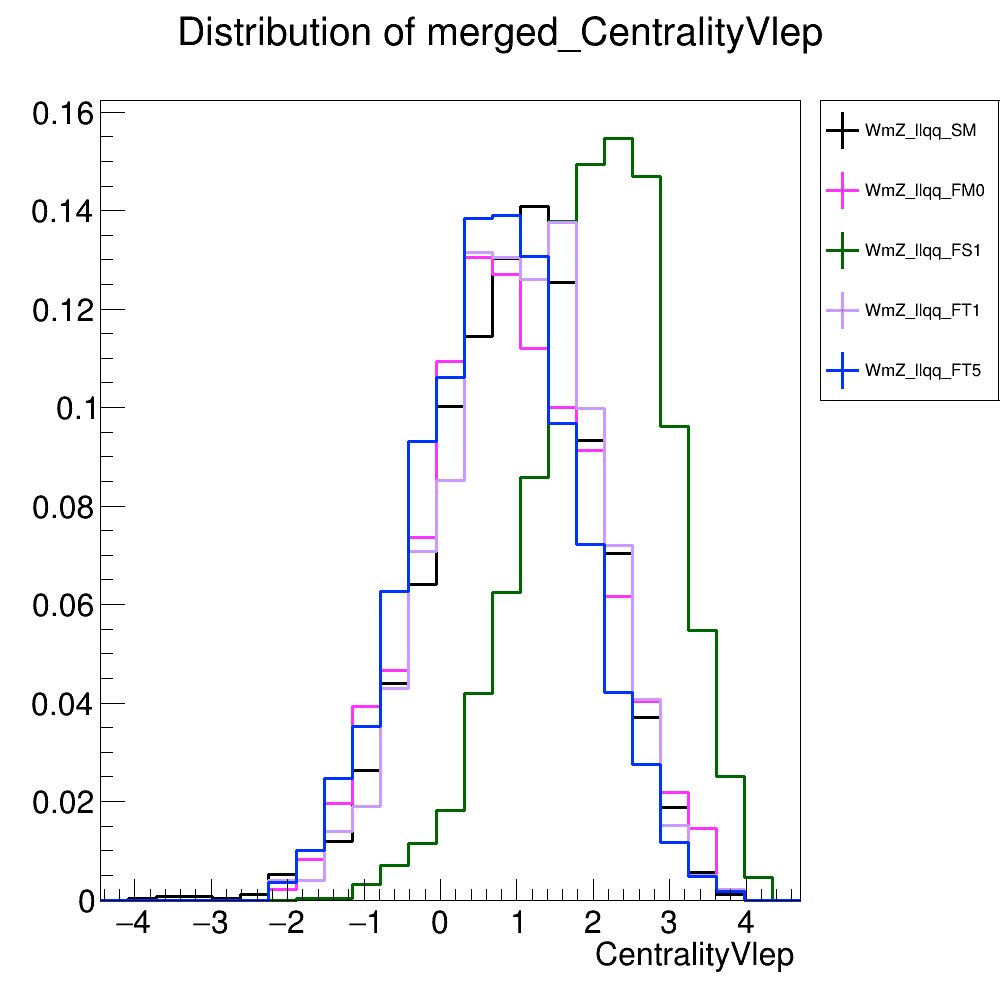 Distribution of merged_CentralityVlep
0.16
0.14
0.12
0.1
0.08
0.06
0.04
0.02
0
−4 −3 −2 −1 0 1 2 3 4
CentralityVlep
WmZ_llqq_SM
WmZ_llqq_FM0
WmZ_llqq_FS1
WmZ_llqq_FT1
WmZ_llqq_FT5